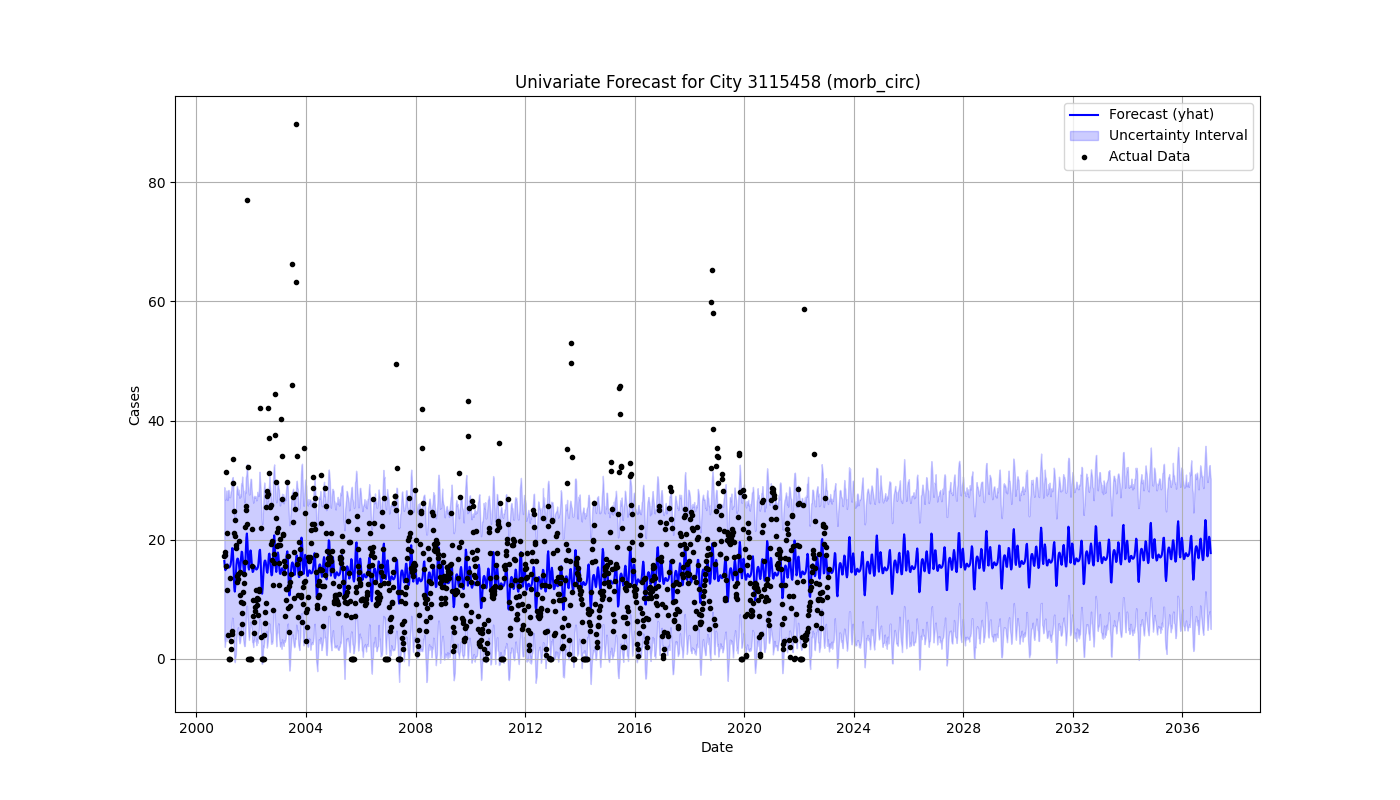 Univariate Forecast for City 3115458 (morb_circ)
Forecast (yhat)
Uncertainty Interval
Actual Data
Cases
80
60
40
20
0
2000 2004 2008 2012 2016 2020 2024 2028 2032 2036
Date